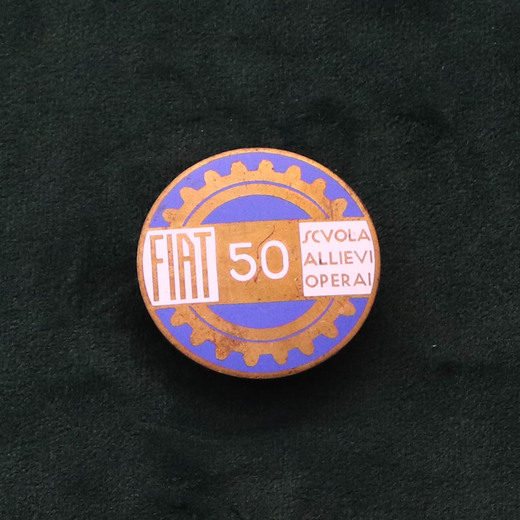 FIAT
50
SCVOLA
ALLIEVI
OPERAI